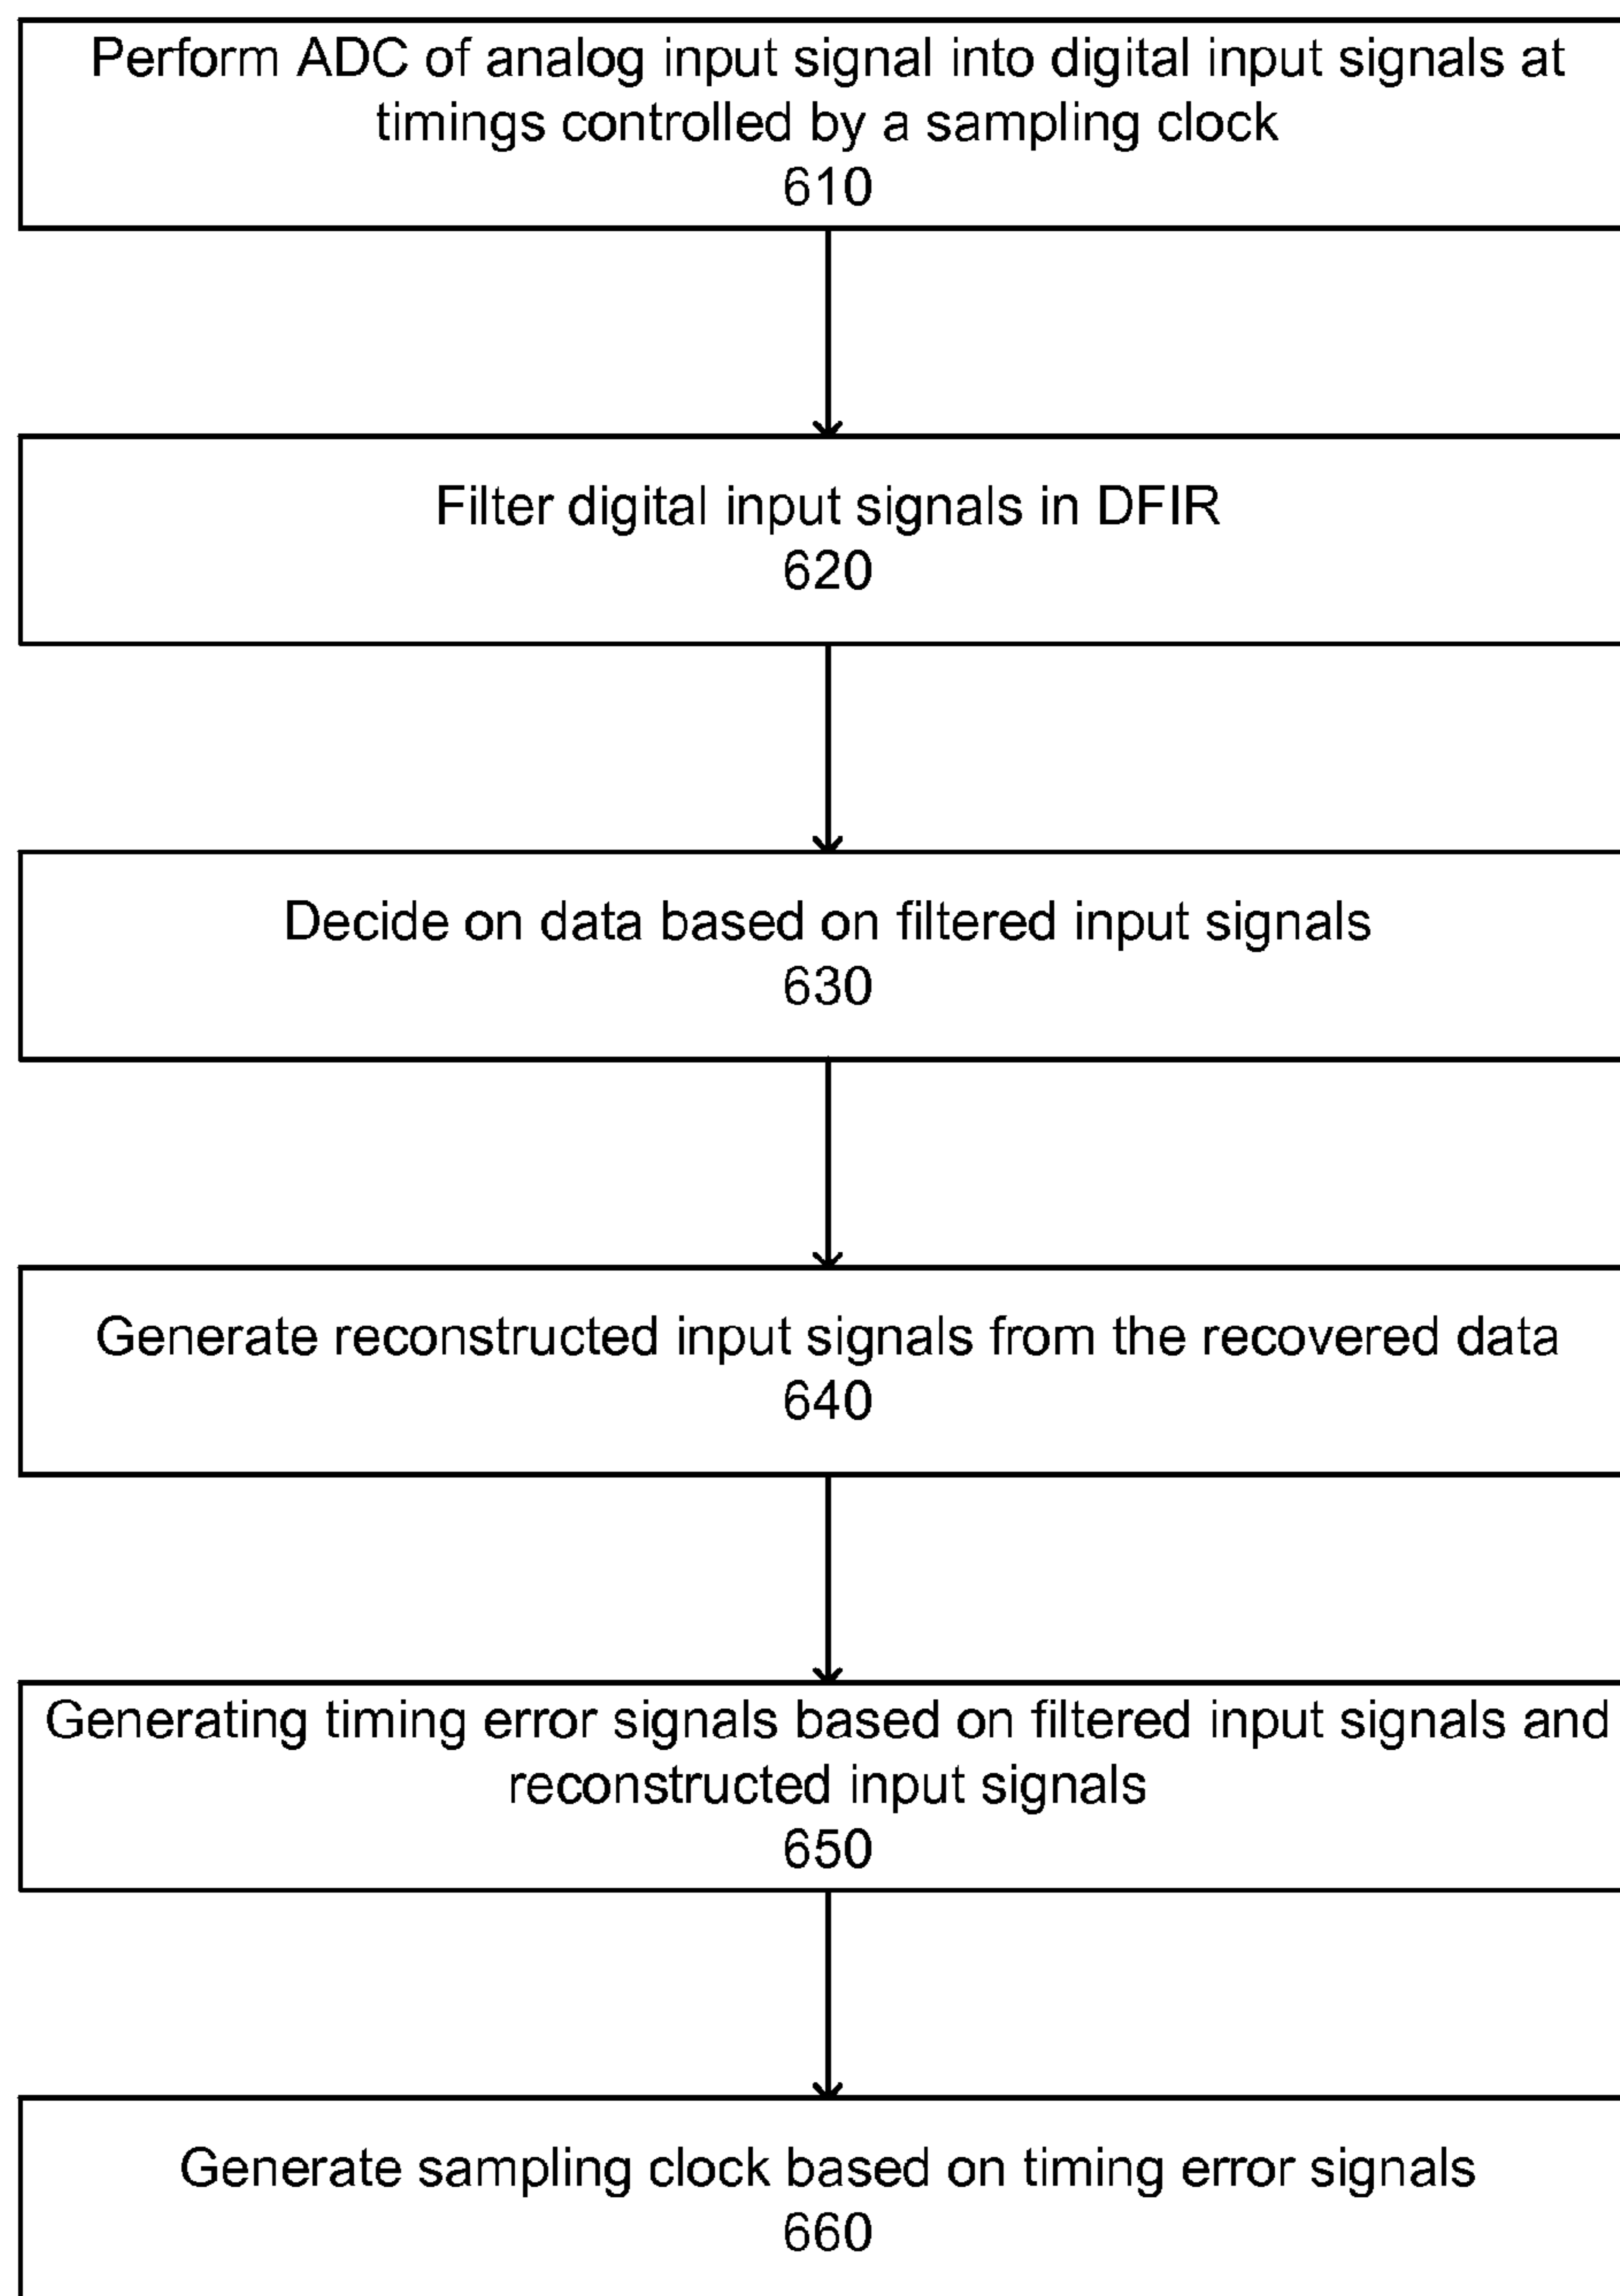 Perform ADC of analog input signal into digital input signals at
timings controlled by a sampling clock
610
Filter digital input signals in DFIR
620
Decide on data based on filtered input signals
630
Generate reconstructed input signals from the recovered data
640
Generating timing error signals based on filtered input signals and
reconstructed input signals
650
Generate sampling clock based on timing error signals
660